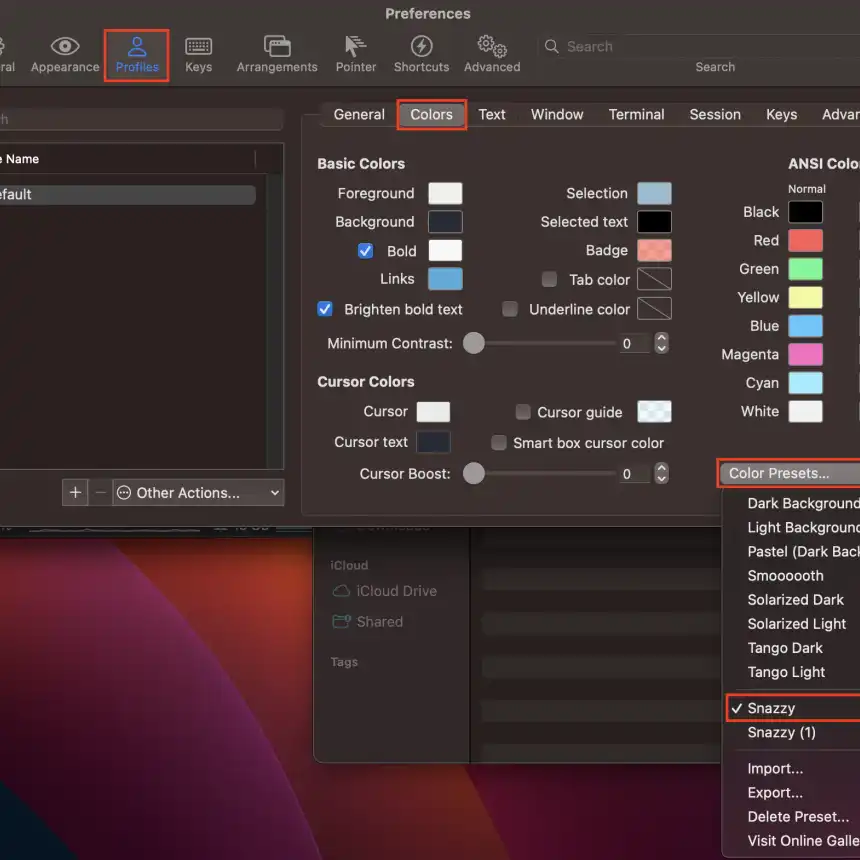 Preferences
ral Appearance Profiles Keys Arrangements Pointer Shortcuts Advanced Search
Search
h
General Colors Text Window Terminal Session Keys Advan
e Name
efault
Basic Colors
Foreground
Background
Bold
Links
Brighten bold text
Minimum Contrast: 0
Selection
Selected text
Badge
Tab color
Underline color
Cursor Colors
Cursor
Cursor text
Cursor guide
Smart box cursor color
Cursor Boost: 0
ANSI Color
Normal
Black
Red
Green
Yellow
Blue
Magenta
Cyan
White
+ − Other Actions...
Color Presets...
Dark Background
Light Background
Pastel (Dark Back
Smoooooth
Solarized Dark
Solarized Light
Tango Dark
Tango Light
✓ Snazzy
Snazzy (1)
Import...
Export...
Delete Preset...
Visit Online Galle
iCloud
iCloud Drive
Shared
Tags